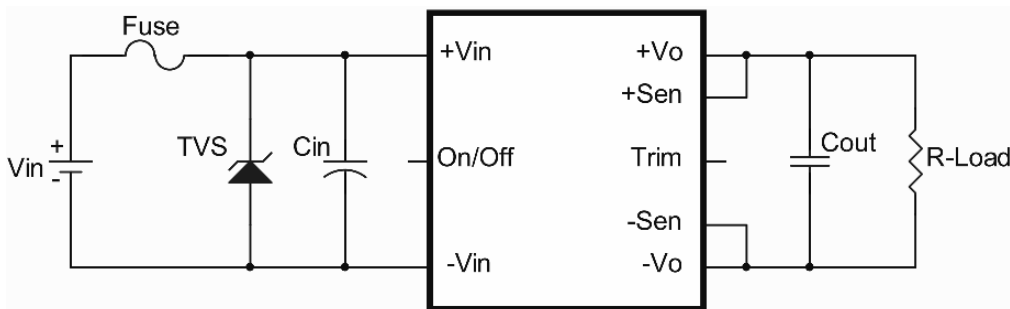 Fuse
+Vin
+Vo
+Sen
TVS
Cin
On/Off
Trim
Cout
R-Load
+
Vin
-
-Sen
-Vin
-Vo